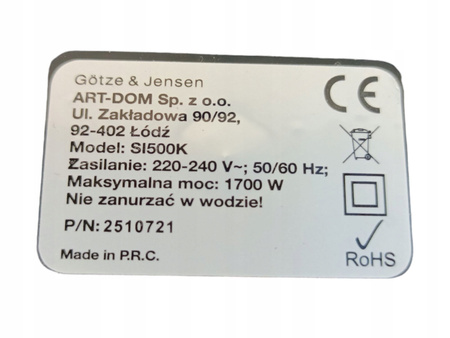 Götze & Jensen
ART-DOM Sp. z o.o.
Ul. Zakładowa 90/92,
92-402 Łódź
Model: SI500K
Zasilanie: 220-240 V~; 50/60 Hz;
Maksymalna moc: 1700 W
Nie zanurzać w wodzie!
P/N: 2510721
Made in P.R.C.
CE
RoHS